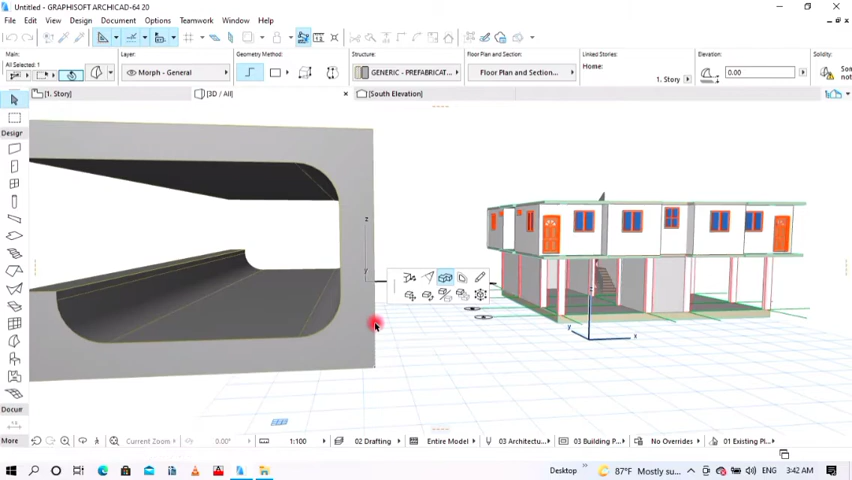 Untitled - GRAPHISOFT ARCHICAD-64 20
File Edit View Design Document Options Teamwork Window Help
Main: Layer: Geometry Method: Structure: Floor Plan and Section: Linked Stories: Elevation: Solidity:
All Selected: 1
Morph - General
GENERIC - PREFABRICAT...
Floor Plan and Section...
Home:
1. Story
0.00
[1. Story]
[3D / All]
[South Elevation]
Design
z
y
x
y
Docur
More
Current Zoom
0.00°
1:100
02 Drafting
Entire Model
03 Architectu...
03 Building P...
No Overrides
01 Existing Pl...
Desktop
87°F Mostly su...
ENG
3:42 AM